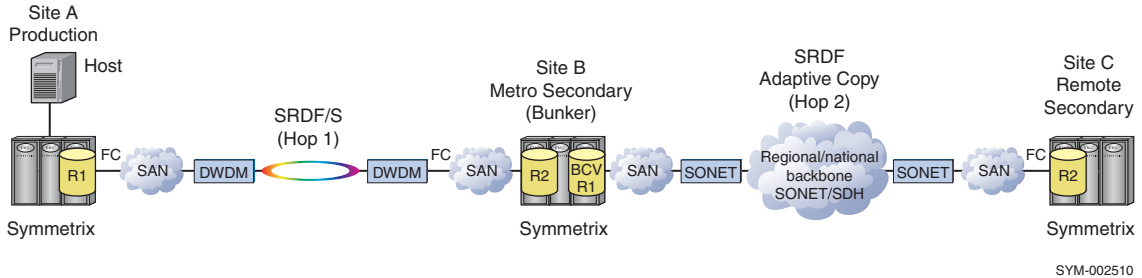 Site A
Production
Host
R1
Symmetrix
FC
SAN
DWDM
SRDF/S
(Hop 1)
DWDM
FC
SAN
Site B
Metro Secondary
(Bunker)
R2
BCV
R1
Symmetrix
SAN
SONET
SRDF
Adaptive Copy
(Hop 2)
Regional/national
backbone
SONET/SDH
SONET
SAN
FC
Site C
Remote
Secondary
R2
Symmetrix
SYM-002510